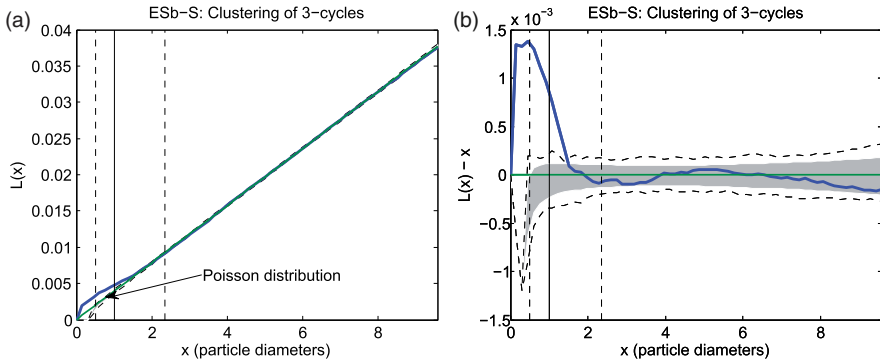 (a)
ESb−S: Clustering of 3−cycles
0.04
0.035
0.03
0.025
0.02
0.015
0.01
0.005
0
L(x)
Poisson distribution
0 2 4 6 8
x (particle diameters)
(b)
x 10−3
ESb−S: Clustering of 3−cycles
1.5
1
0.5
0
−0.5
−1
−1.5
L(x) − x
0 2 4 6 8
x (particle diameters)